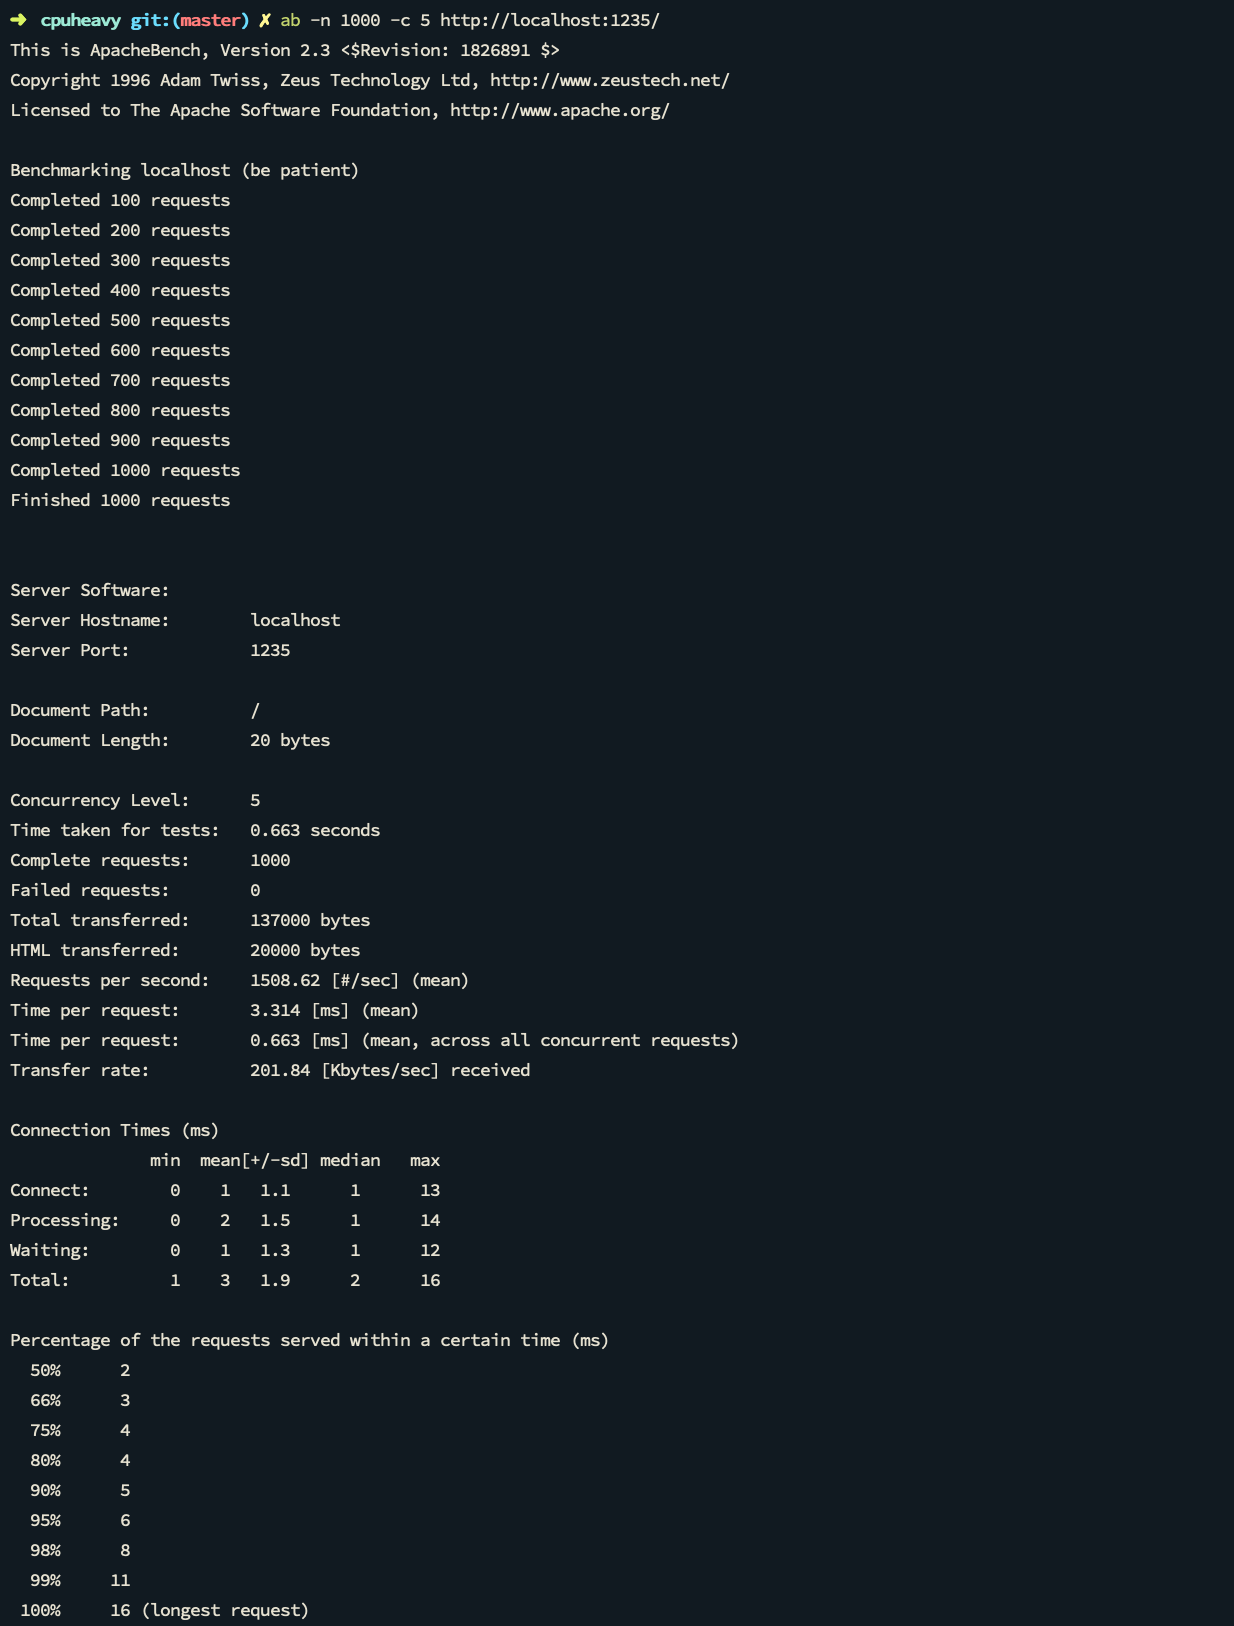 ➜  cpuheavy git:(master) ✗ ab -n 1000 -c 5 http://localhost:1235/
This is ApacheBench, Version 2.3 <$Revision: 1826891 $>
Copyright 1996 Adam Twiss, Zeus Technology Ltd, http://www.zeustech.net/
Licensed to The Apache Software Foundation, http://www.apache.org/

Benchmarking localhost (be patient)
Completed 100 requests
Completed 200 requests
Completed 300 requests
Completed 400 requests
Completed 500 requests
Completed 600 requests
Completed 700 requests
Completed 800 requests
Completed 900 requests
Completed 1000 requests
Finished 1000 requests


Server Software:
Server Hostname:        localhost
Server Port:            1235

Document Path:          /
Document Length:        20 bytes

Concurrency Level:      5
Time taken for tests:   0.663 seconds
Complete requests:      1000
Failed requests:        0
Total transferred:      137000 bytes
HTML transferred:       20000 bytes
Requests per second:    1508.62 [#/sec] (mean)
Time per request:       3.314 [ms] (mean)
Time per request:       0.663 [ms] (mean, across all concurrent requests)
Transfer rate:          201.84 [Kbytes/sec] received

Connection Times (ms)
              min  mean[+/-sd] median   max
Connect:        0    1   1.1      1      13
Processing:     0    2   1.5      1      14
Waiting:        0    1   1.3      1      12
Total:          1    3   1.9      2      16

Percentage of the requests served within a certain time (ms)
  50%      2
  66%      3
  75%      4
  80%      4
  90%      5
  95%      6
  98%      8
  99%     11
 100%     16 (longest request)